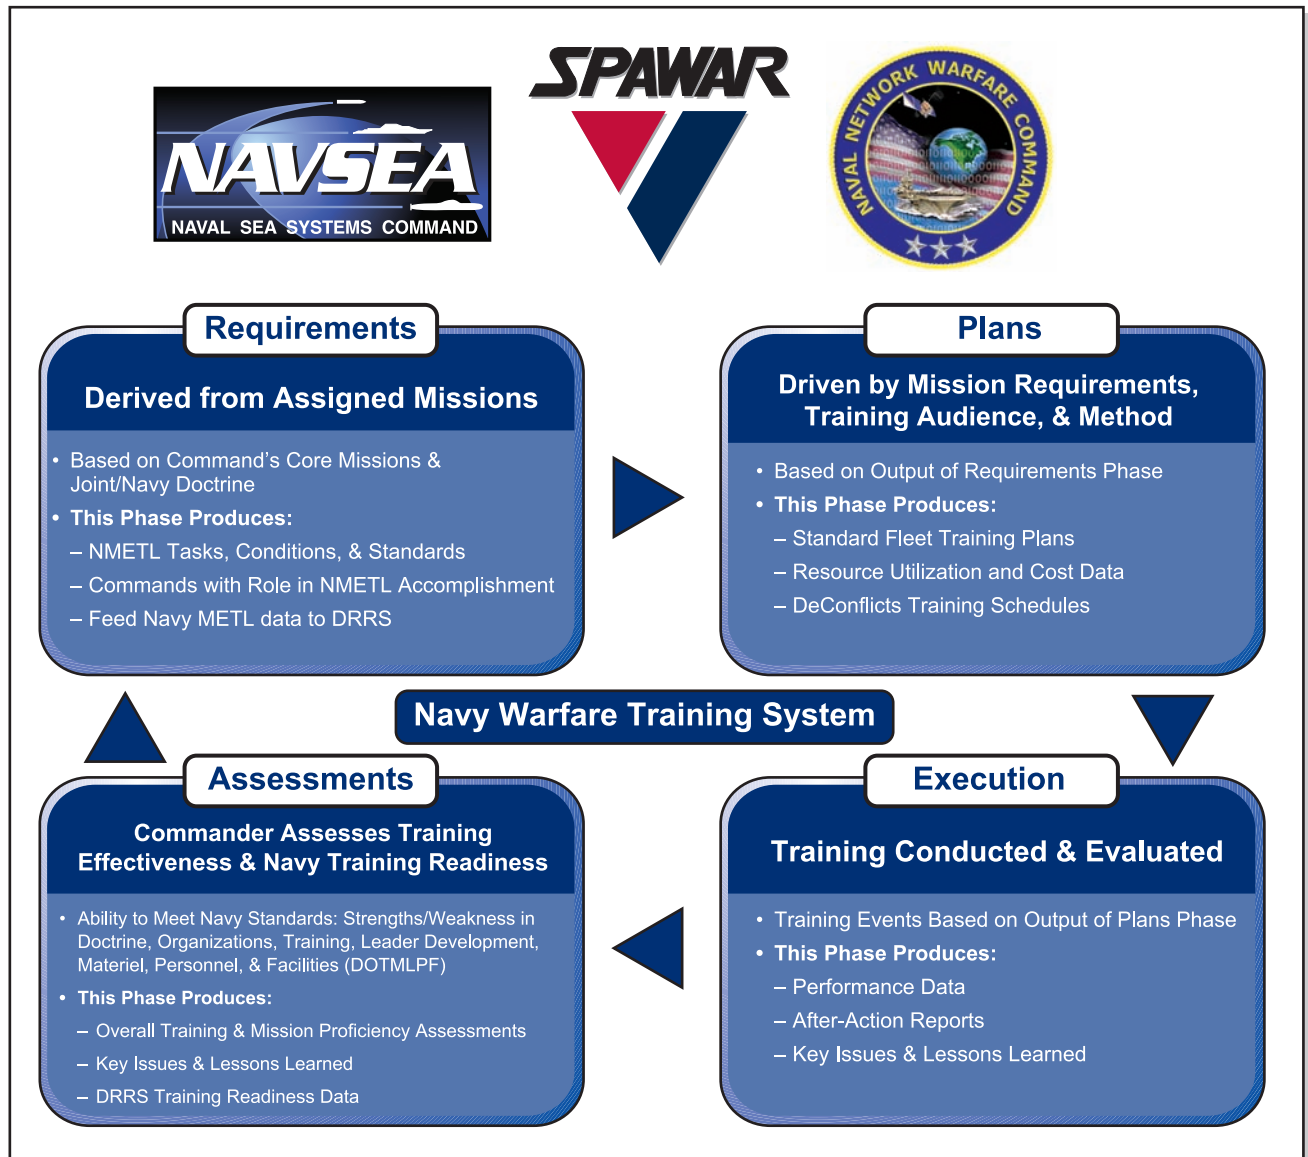 SPAWAR
NAVSEA
NAVAL SEA SYSTEMS COMMAND
NAVAL NETWORK WARFARE COMMAND
Requirements
Derived from Assigned Missions
• Based on Command's Core Missions &
Joint/Navy Doctrine
• This Phase Produces:
– NMETL Tasks, Conditions, & Standards
– Commands with Role in NMETL Accomplishment
– Feed Navy METL data to DRRS
Plans
Driven by Mission Requirements,
Training Audience, & Method
• Based on Output of Requirements Phase
• This Phase Produces:
– Standard Fleet Training Plans
– Resource Utilization and Cost Data
– DeConflicts Training Schedules
Navy Warfare Training System
Assessments
Commander Assesses Training
Effectiveness & Navy Training Readiness
• Ability to Meet Navy Standards: Strengths/Weakness in
Doctrine, Organizations, Training, Leader Development,
Materiel, Personnel, & Facilities (DOTMLPF)
• This Phase Produces:
– Overall Training & Mission Proficiency Assessments
– Key Issues & Lessons Learned
– DRRS Training Readiness Data
Execution
Training Conducted & Evaluated
• Training Events Based on Output of Plans Phase
• This Phase Produces:
– Performance Data
– After-Action Reports
– Key Issues & Lessons Learned